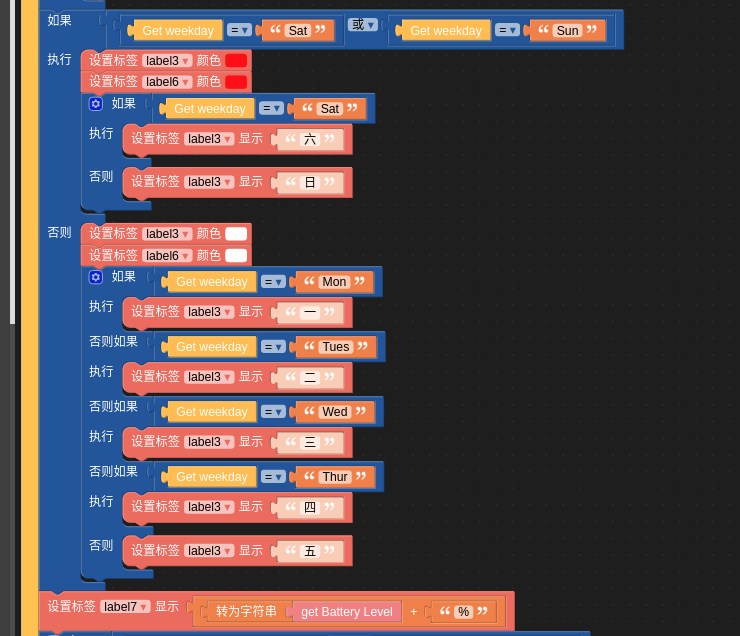 如果 Get weekday = ▾ “ Sat ” 或 ▾ Get weekday = ▾ “ Sun ”
执行 设置标签 label3 ▾ 颜色
设置标签 label6 ▾ 颜色
如果 Get weekday = ▾ “ Sat ”
执行 设置标签 label3 ▾ 显示 “ 六 ”
否则 设置标签 label3 ▾ 显示 “ 日 ”
否则 设置标签 label3 ▾ 颜色
设置标签 label6 ▾ 颜色
如果 Get weekday = ▾ “ Mon ”
执行 设置标签 label3 ▾ 显示 “ 一 ”
否则如果 Get weekday = ▾ “ Tues ”
执行 设置标签 label3 ▾ 显示 “ 二 ”
否则如果 Get weekday = ▾ “ Wed ”
执行 设置标签 label3 ▾ 显示 “ 三 ”
否则如果 Get weekday = ▾ “ Thur ”
执行 设置标签 label3 ▾ 显示 “ 四 ”
否则 设置标签 label3 ▾ 显示 “ 五 ”
设置标签 label7 ▾ 显示 转为字符串 get Battery Level + “ % ”